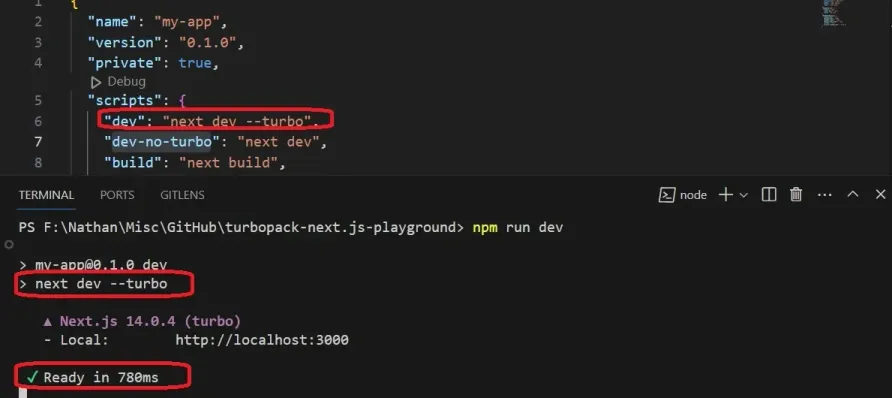 1 {
2 "name": "my-app",
3 "version": "0.1.0",
4 "private": true,
Debug
5 "scripts": {
6 "dev": "next dev --turbo",
7 "dev-no-turbo": "next dev",
8 "build": "next build",
TERMINAL PORTS GITLENS node
PS F:\Nathan\Misc\GitHub\turbopack-next.js-playground> npm run dev
> my-app@0.1.0 dev
> next dev --turbo
▲ Next.js 14.0.4 (turbo)
- Local: http://localhost:3000
✓ Ready in 780ms